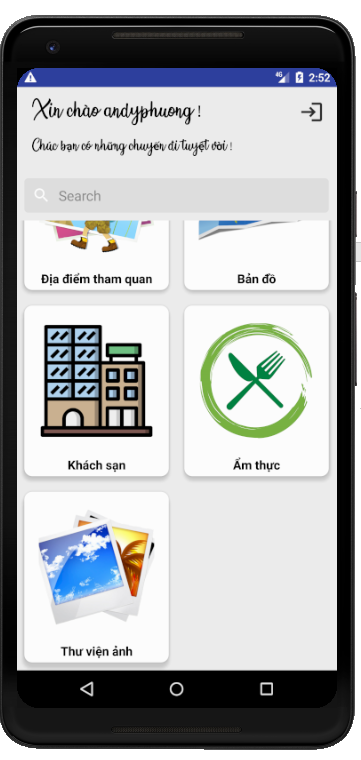 4G
2:52
Xin chào andyphuong !
Chúc bạn có những chuyến đi tuyệt vời !
Search
Địa điểm tham quan
Bản đồ
Khách sạn
Ẩm thực
Thư viện ảnh